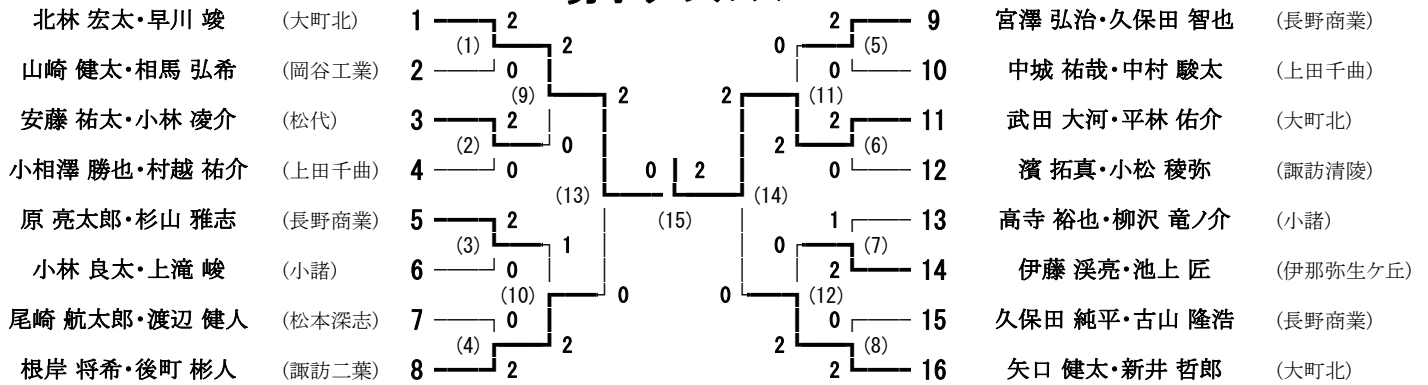 北林 宏太・早川 竣 (大町北) 1 2 2 9 宮澤 弘治・久保田 智也 (長野商業)
(1) 2 0 (5)
山崎 健太・相馬 弘希 (岡谷工業) 2 0 0 10 中城 祐哉・中村 駿太 (上田千曲)
(9) 2 2 (11)
安藤 祐太・小林 凌介 (松代) 3 2 2 11 武田 大河・平林 佑介 (大町北)
(2) 0 2 (6)
小相澤 勝也・村越 祐介 (上田千曲) 4 0 0 2 0 12 濱 拓真・小松 稜弥 (諏訪清陵)
(13) (14)
原 亮太郎・杉山 雅志 (長野商業) 5 2 (15) 1 13 高寺 裕也・柳沢 竜ノ介 (小諸)
(3) 1 0 (7)
小林 良太・上滝 峻 (小諸) 6 0 2 14 伊藤 渓亮・池上 匠 (伊那弥生ケ丘)
(10) 0 0 (12)
尾崎 航太郎・渡辺 健人 (松本深志) 7 0 0 15 久保田 純平・古山 隆浩 (長野商業)
(4) 2 2 (8)
根岸 将希・後町 彬人 (諏訪二葉) 8 2 2 16 矢口 健太・新井 哲郎 (大町北)